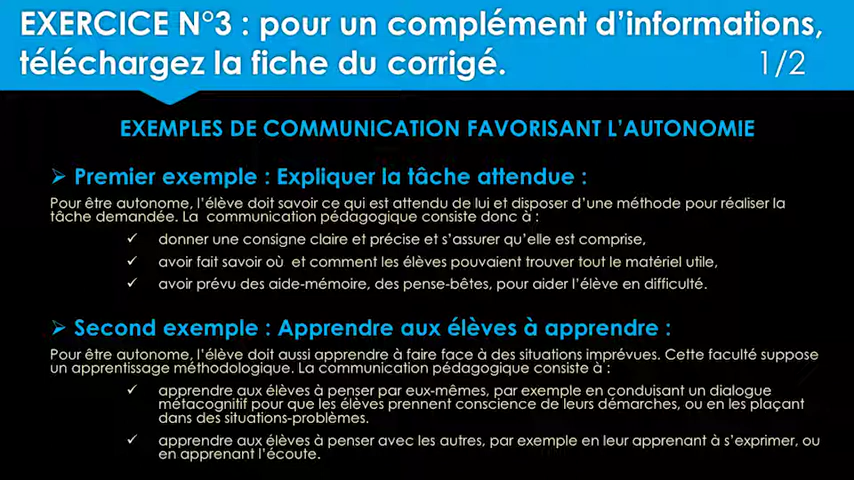 EXERCICE N°3 : pour un complément d'informations,
téléchargez la fiche du corrigé. 1/2
EXEMPLES DE COMMUNICATION FAVORISANT L'AUTONOMIE
➢ Premier exemple : Expliquer la tâche attendue :
Pour être autonome, l'élève doit savoir ce qui est attendu de lui et disposer d'une méthode pour réaliser la
tâche demandée. La communication pédagogique consiste donc à :
✓ donner une consigne claire et précise et s'assurer qu'elle est comprise,
✓ avoir fait savoir où et comment les élèves pouvaient trouver tout le matériel utile,
✓ avoir prévu des aide-mémoire, des pense-bêtes, pour aider l'élève en difficulté.
➢ Second exemple : Apprendre aux élèves à apprendre :
Pour être autonome, l'élève doit aussi apprendre à faire face à des situations imprévues. Cette faculté suppose
un apprentissage méthodologique. La communication pédagogique consiste à :
✓ apprendre aux élèves à penser par eux-mêmes, par exemple en conduisant un dialogue
métacognitif pour que les élèves prennent conscience de leurs démarches, ou en les plaçant
dans des situations-problèmes.
✓ apprendre aux élèves à penser avec les autres, par exemple en leur apprenant à s'exprimer, ou
en apprenant l'écoute.